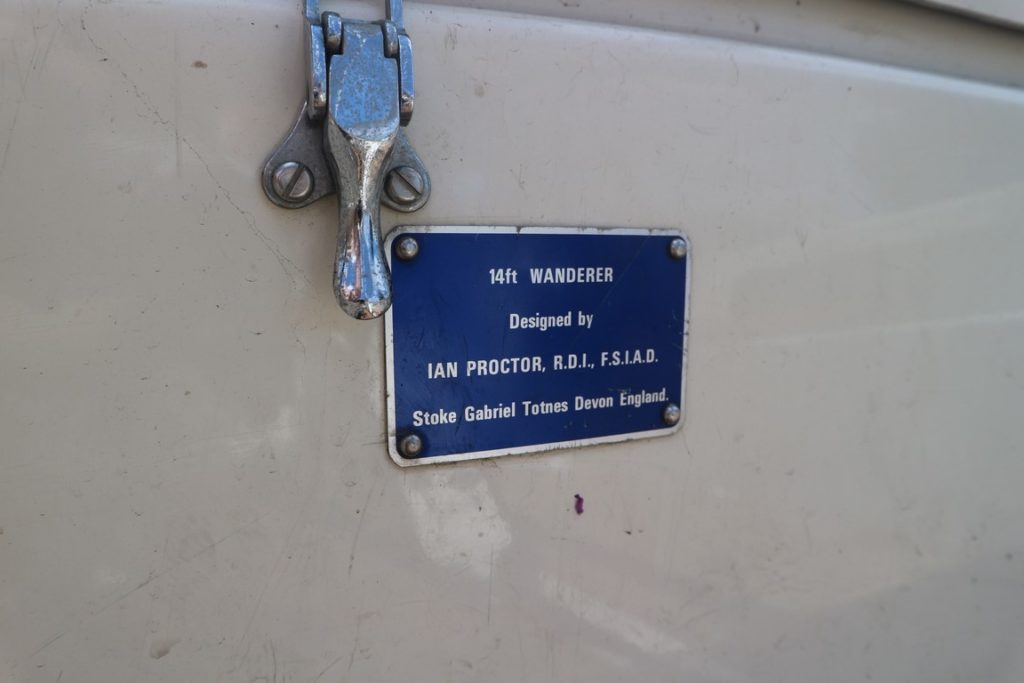 14ft WANDERER
Designed by
IAN PROCTOR, R.D.I., F.S.I.A.D.
Stoke Gabriel Totnes Devon England.